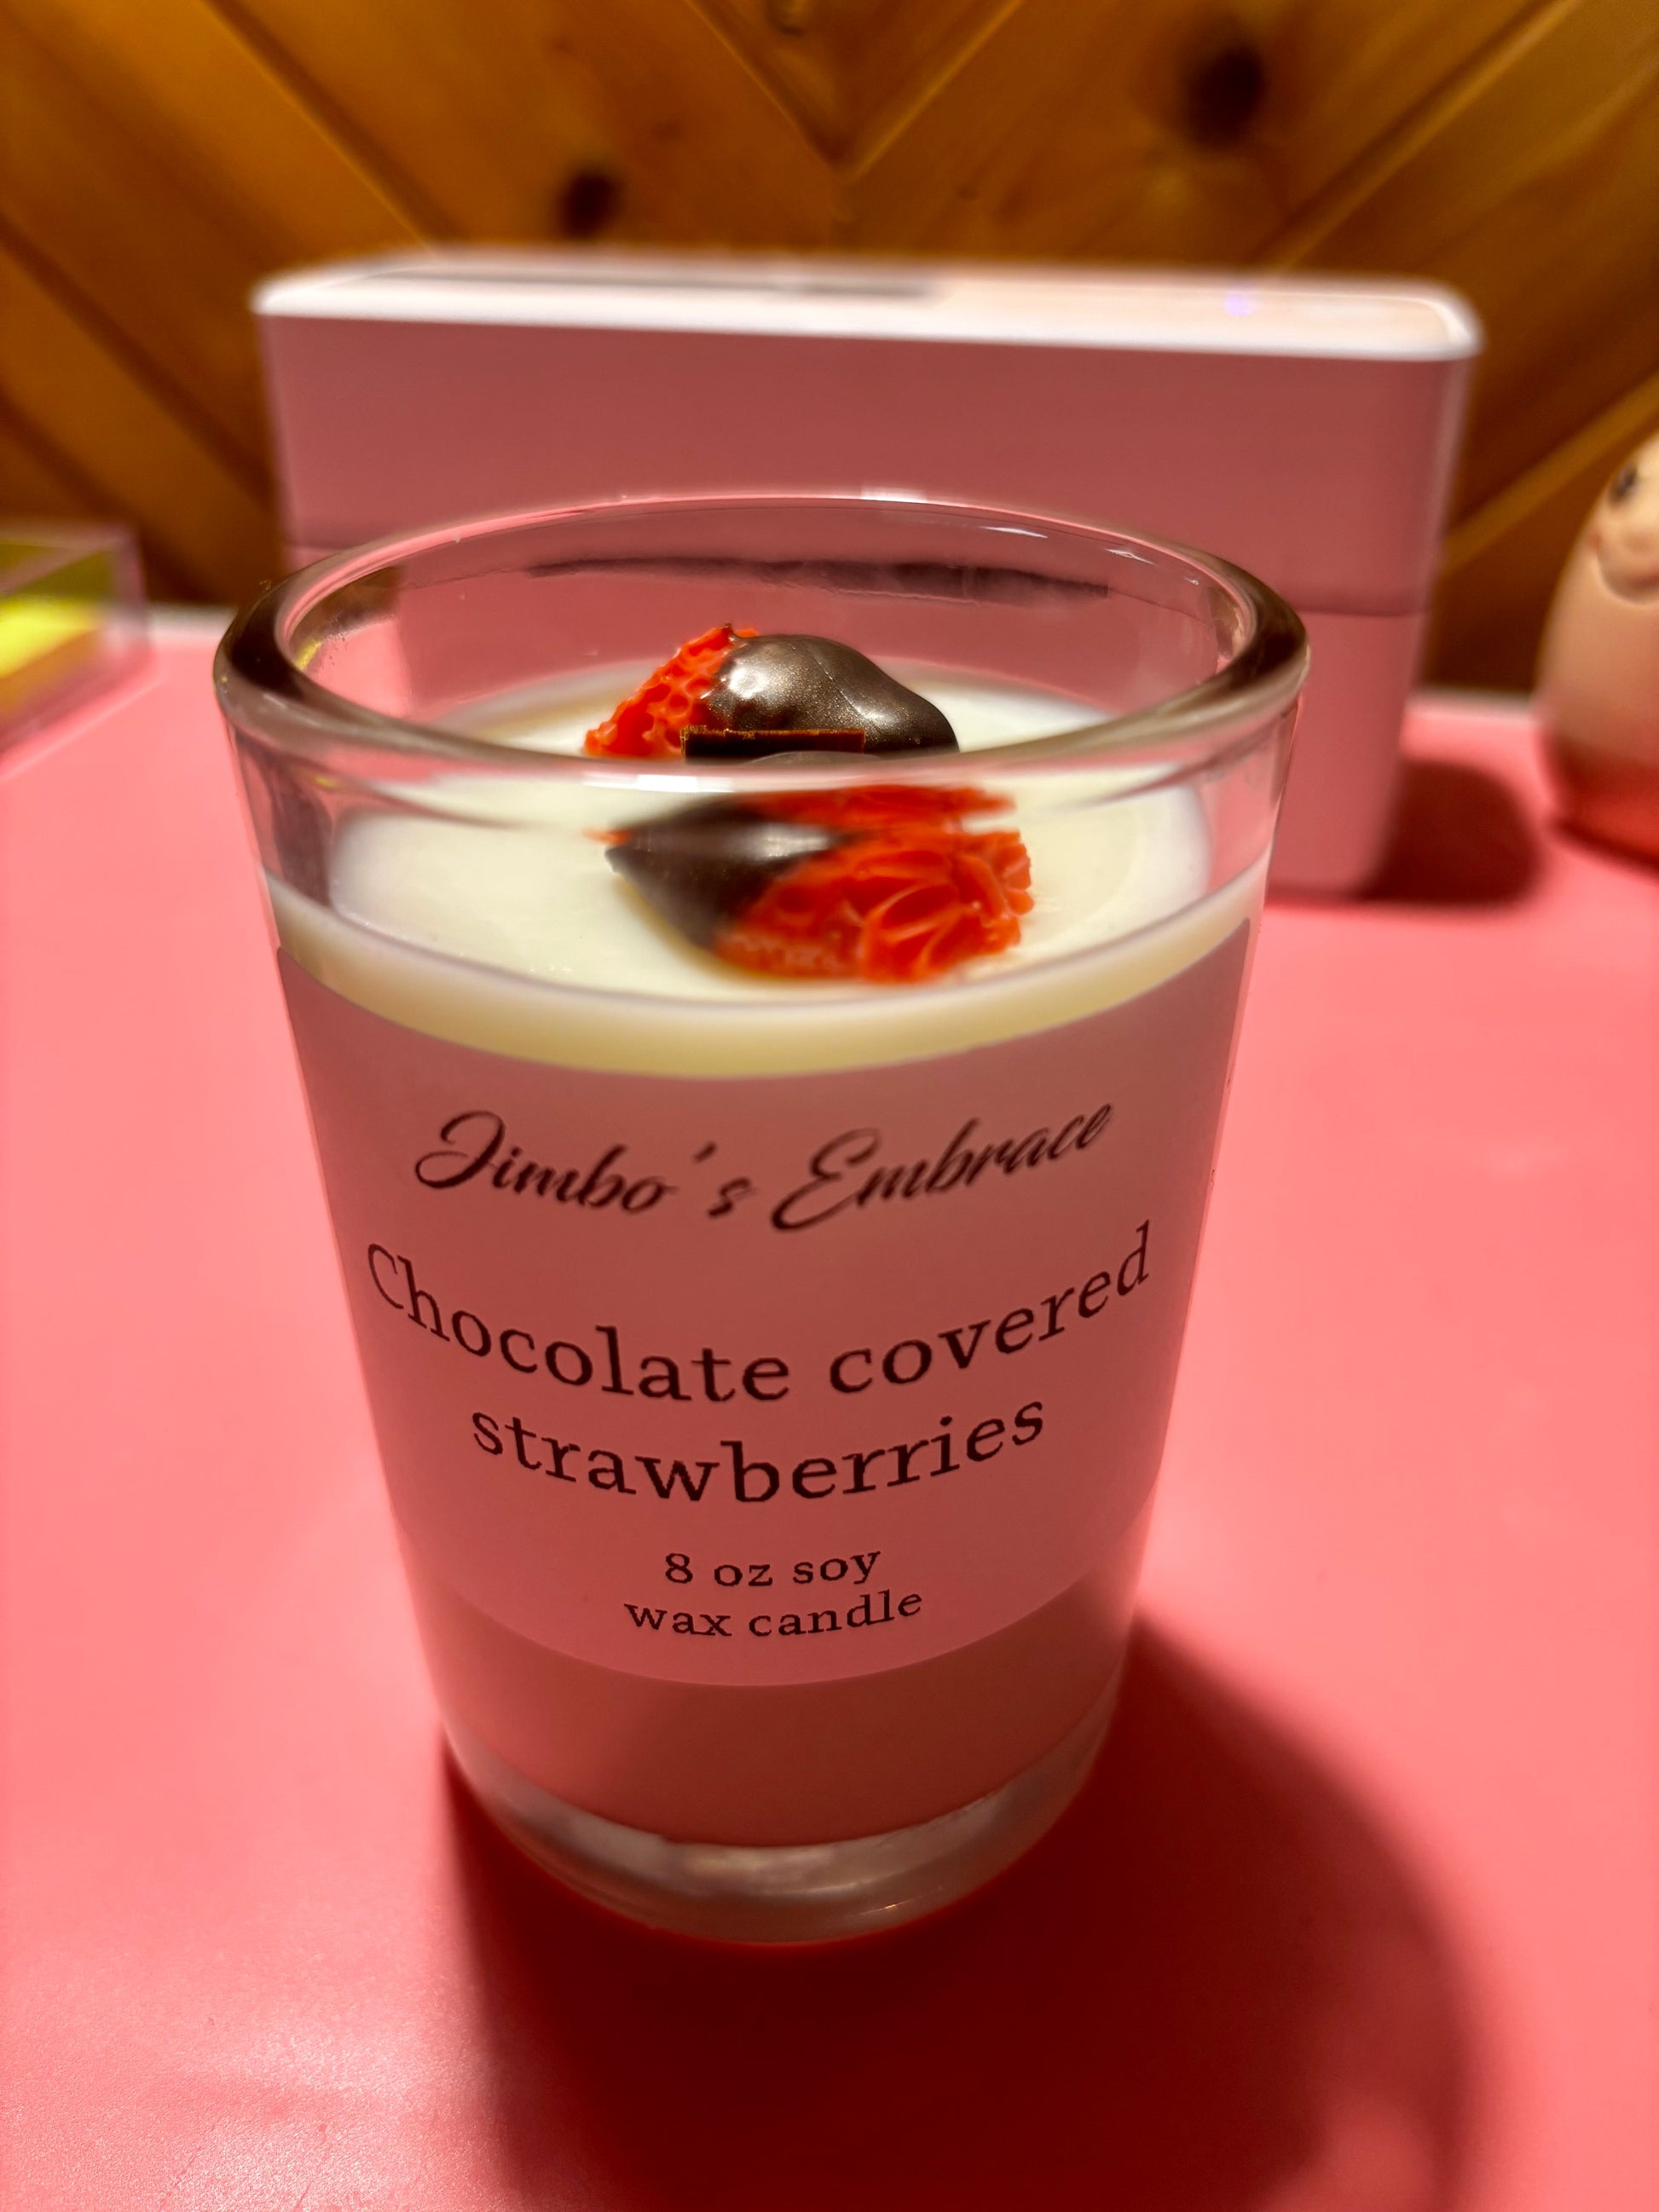 Jimbo's Embrace
Chocolate covered
strawberries
8 oz soy
wax candle